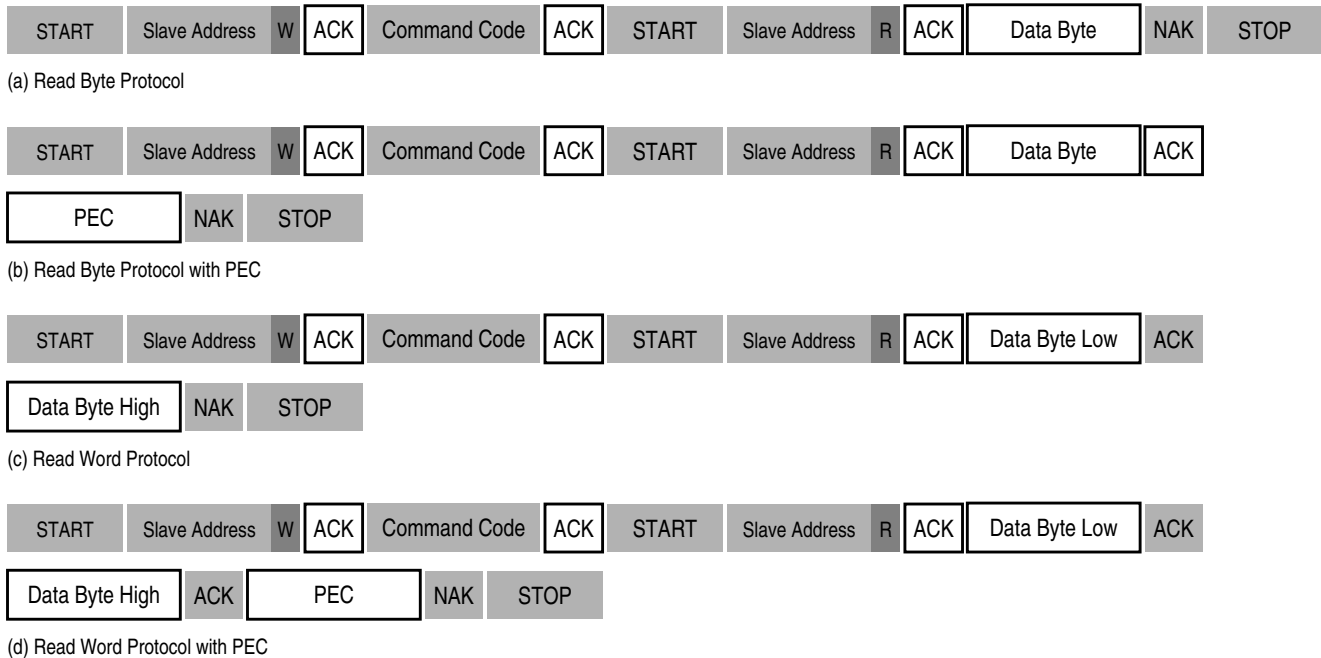 START Slave Address W ACK Command Code ACK START Slave Address R ACK Data Byte NAK STOP
(a) Read Byte Protocol
START Slave Address W ACK Command Code ACK START Slave Address R ACK Data Byte ACK
PEC NAK STOP
(b) Read Byte Protocol with PEC
START Slave Address W ACK Command Code ACK START Slave Address R ACK Data Byte Low ACK
Data Byte High NAK STOP
(c) Read Word Protocol
START Slave Address W ACK Command Code ACK START Slave Address R ACK Data Byte Low ACK
Data Byte High ACK PEC NAK STOP
(d) Read Word Protocol with PEC